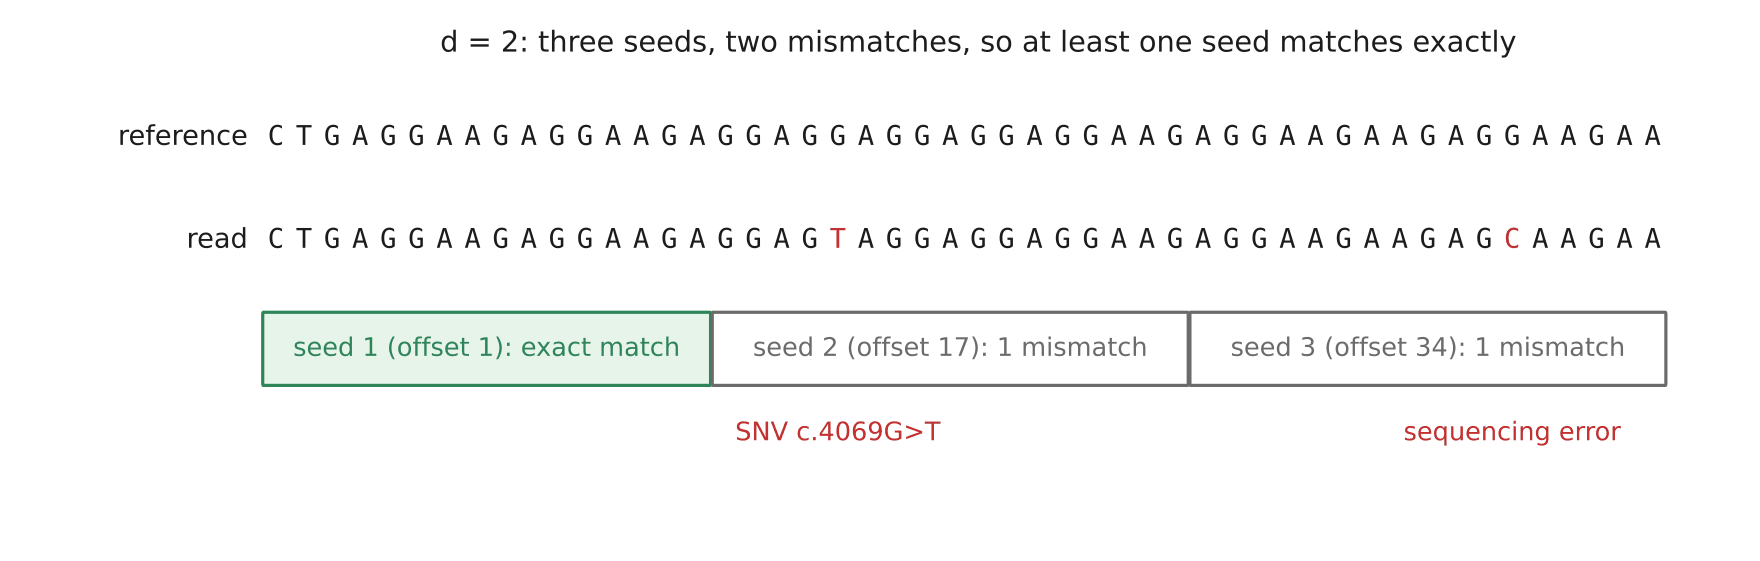 d = 2: three seeds, two mismatches, so at least one seed matches exactly
reference C T G A G G A A G A G G A A G A G G A G G A G G A G G A G G A A G A G G A A G A A G A G G A A G A A
read C T G A G G A A G A G G A A G A G G A G T A G G A G G A G G A A G A G G A A G A A G A G C A A G A A
seed 1 (offset 1): exact match seed 2 (offset 17): 1 mismatch seed 3 (offset 34): 1 mismatch
SNV c.4069G>T sequencing error